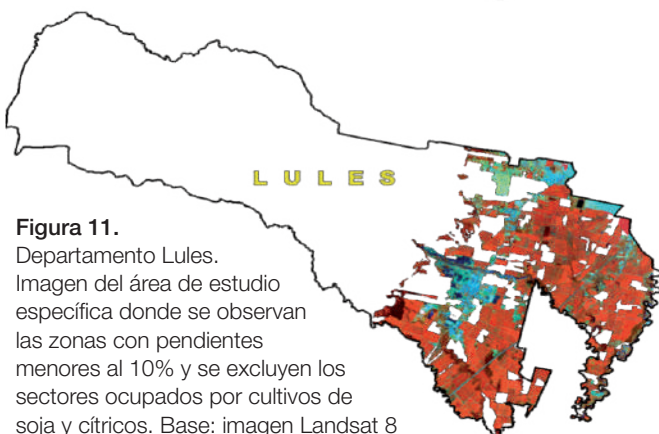 LULES
Figura 11.
Departamento Lules.
Imagen del área de estudio
específica donde se observan
las zonas con pendientes
menores al 10% y se excluyen los
sectores ocupados por cultivos de
soja y cítricos. Base: imagen Landsat 8